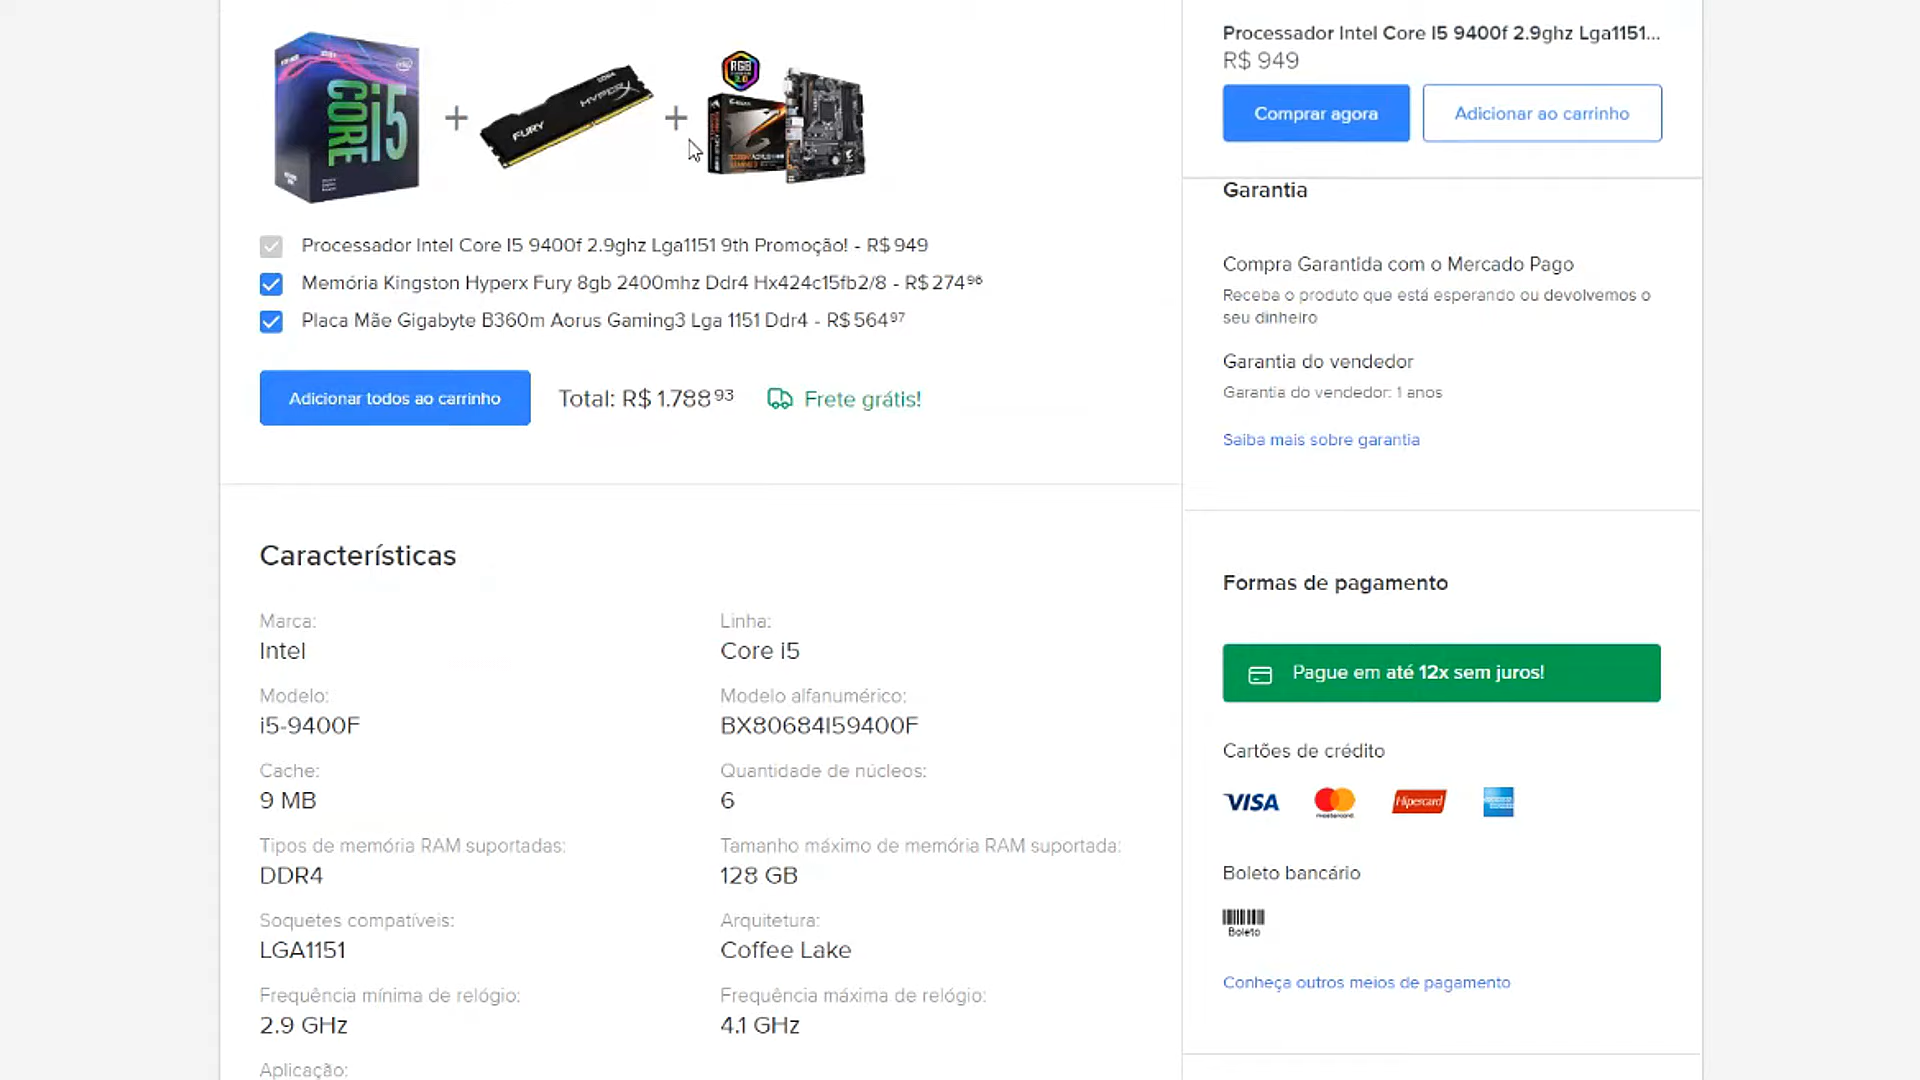 CORE i5
intel
FURY
HYPERX
DDR4
RGB
2.0
Processador Intel Core I5 9400f 2.9ghz Lga1151 9th Promoção! - R$ 949
Memória Kingston Hyperx Fury 8gb 2400mhz Ddr4 Hx424c15fb2/8 - R$ 274 96
Placa Mãe Gigabyte B360m Aorus Gaming3 Lga 1151 Ddr4 - R$ 564 97
Adicionar todos ao carrinho
Total: R$ 1.788 93
Frete grátis!
Características
Marca:
Intel
Linha:
Core i5
Modelo:
i5-9400F
Modelo alfanumérico:
BX80684I59400F
Cache:
9 MB
Quantidade de núcleos:
6
Tipos de memória RAM suportadas:
DDR4
Tamanho máximo de memória RAM suportada:
128 GB
Soquetes compatíveis:
LGA1151
Arquitetura:
Coffee Lake
Frequência mínima de relógio:
2.9 GHz
Frequência máxima de relógio:
4.1 GHz
Aplicação:
Processador Intel Core I5 9400f 2.9ghz Lga1151...
R$ 949
Comprar agora
Adicionar ao carrinho
Garantia
Compra Garantida com o Mercado Pago
Receba o produto que está esperando ou devolvemos o
seu dinheiro
Garantia do vendedor
Garantia do vendedor: 1 anos
Saiba mais sobre garantia
Formas de pagamento
Pague em até 12x sem juros!
Cartões de crédito
VISA
mastercard
Hipercard
Boleto bancário
Boleto
Conheça outros meios de pagamento